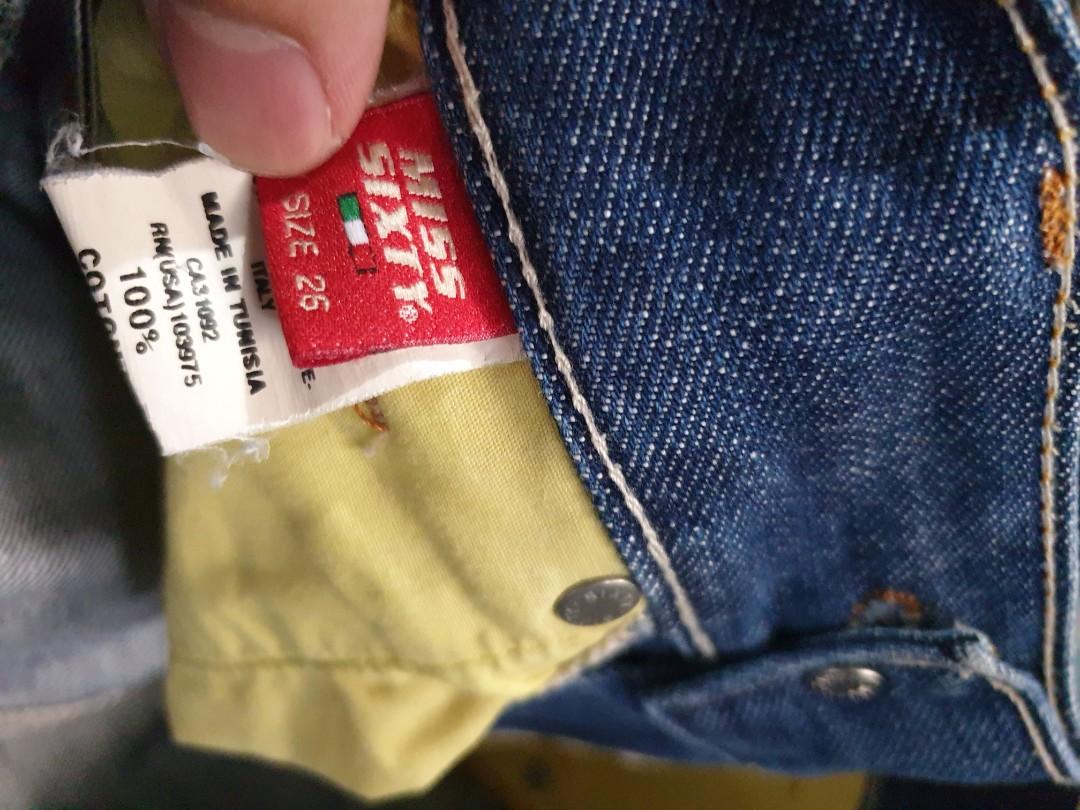 MISS
SIXTY®
SIZE 26
ITALY
MADE IN TUNISIA
CA31092
RN(USA)103975
100%